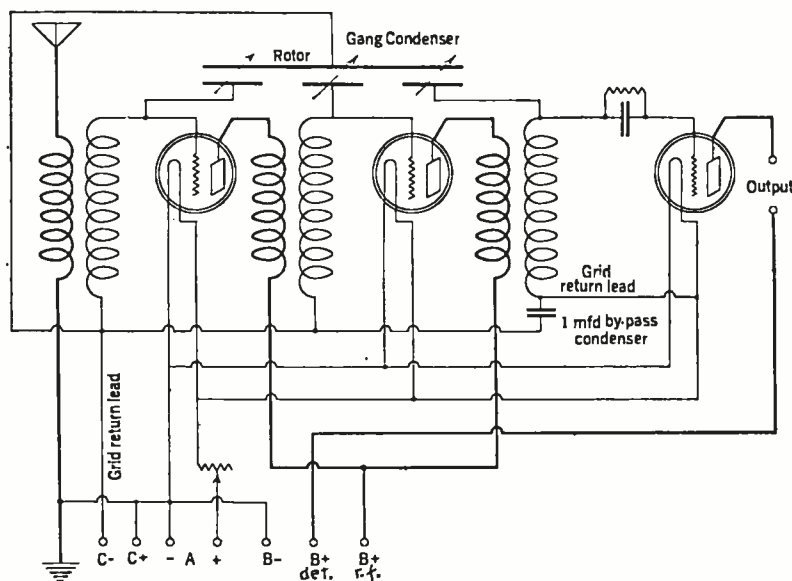 Gang Condenser
Rotor
Output
Grid
return lead
1 mfd by-pass
condenser
Grid return lead
C- C+ - A + B- B+ B+
det. r.f.